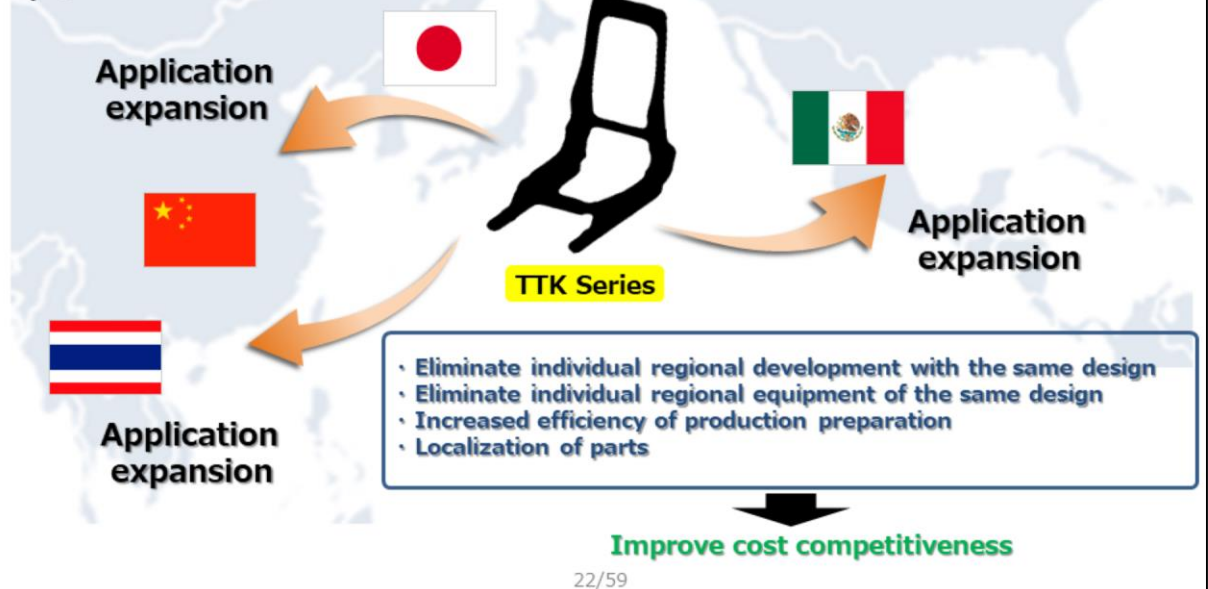 Application
expansion
Application
expansion
TTK Series
Application
expansion
· Eliminate individual regional development with the same design
· Eliminate individual regional equipment of the same design
· Increased efficiency of production preparation
· Localization of parts
Improve cost competitiveness
22/59